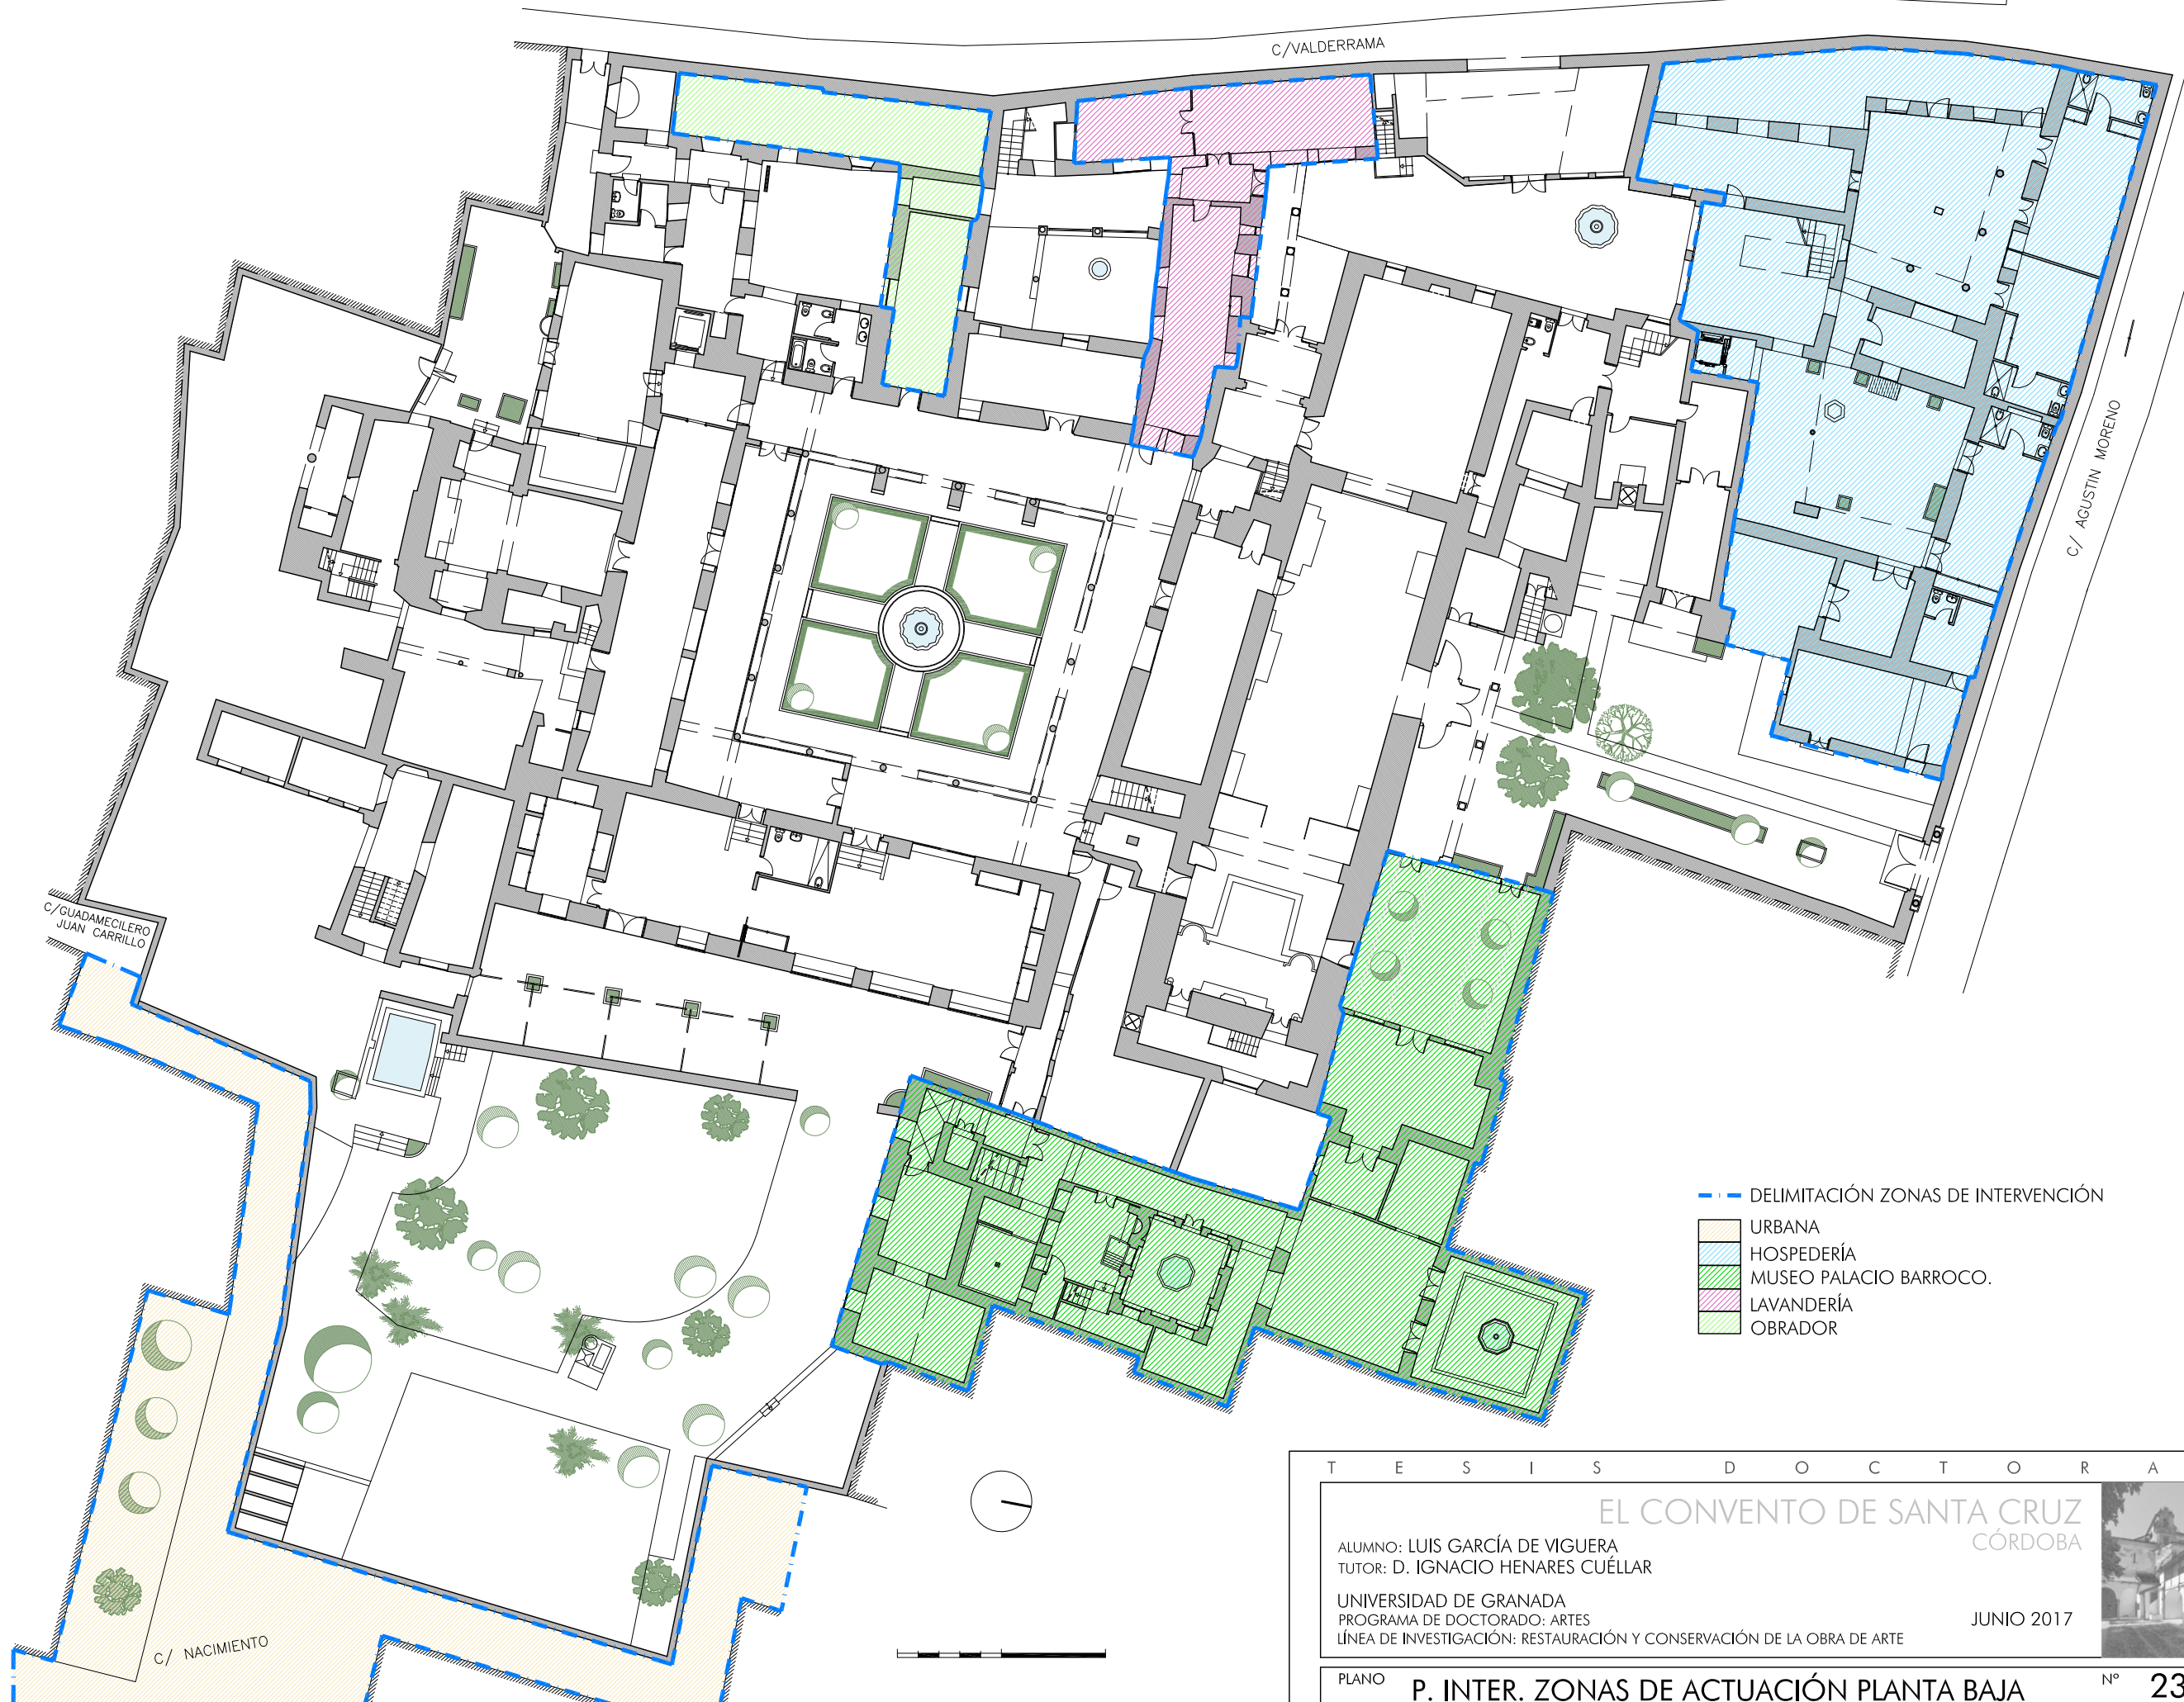 C/VALDERRAMA
C/ AGUSTIN MORENO
C/GUADAMECILERO
JUAN CARRILLO
DELIMITACIÓN ZONAS DE INTERVENCIÓN
URBANA
HOSPEDERÍA
MUSEO PALACIO BARROCO.
LAVANDERÍA
OBRADOR
C/ NACIMIENTO
T E S I S D O C T O R A
EL CONVENTO DE SANTA CRUZ
CÓRDOBA
ALUMNO: LUIS GARCÍA DE VIGUERA
TUTOR: D. IGNACIO HENARES CUÉLLAR
UNIVERSIDAD DE GRANADA
PROGRAMA DE DOCTORADO: ARTES
JUNIO 2017
LÍNEA DE INVESTIGACIÓN: RESTAURACIÓN Y CONSERVACIÓN DE LA OBRA DE ARTE
PLANO P. INTER. ZONAS DE ACTUACIÓN PLANTA BAJA Nº 23